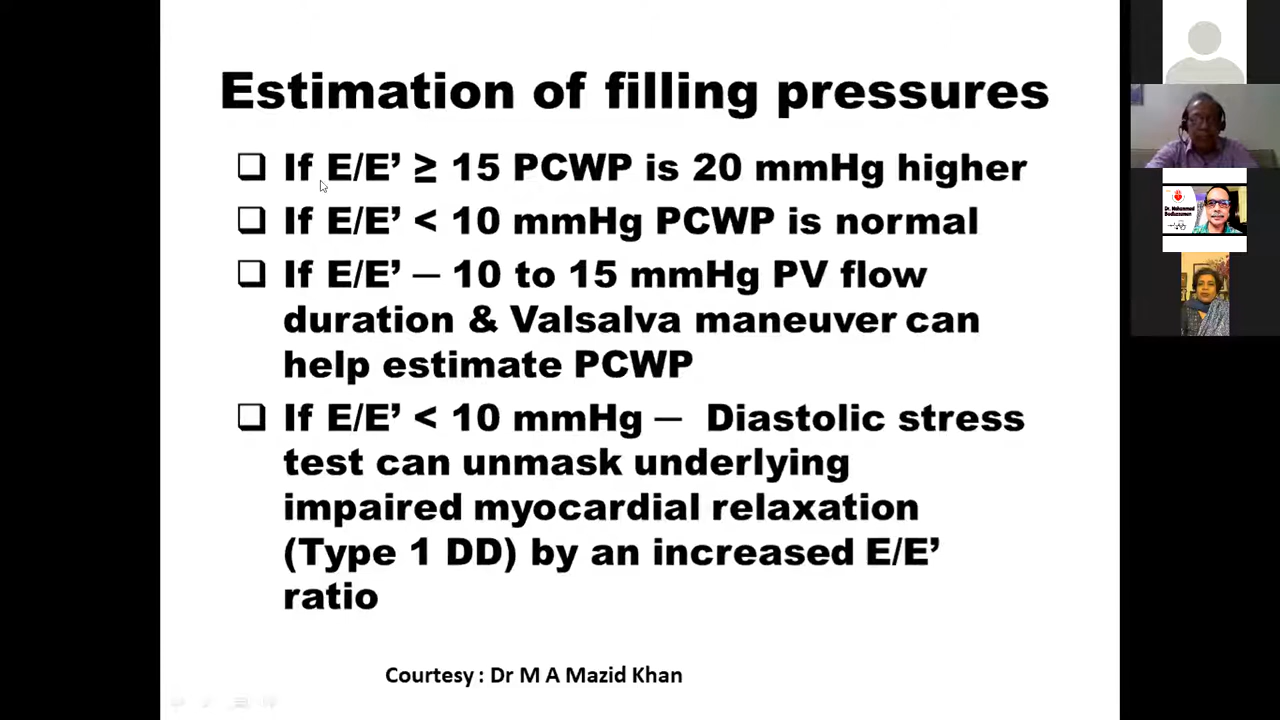 Estimation of filling pressures
❑ If E/E’ ≥ 15 PCWP is 20 mmHg higher
❑ If E/E’ < 10 mmHg PCWP is normal
❑ If E/E’ – 10 to 15 mmHg PV flow
duration & Valsalva maneuver can
help estimate PCWP
❑ If E/E’ < 10 mmHg – Diastolic stress
test can unmask underlying
impaired myocardial relaxation
(Type 1 DD) by an increased E/E’
ratio
Courtesy : Dr M A Mazid Khan
Dr. Mohammed